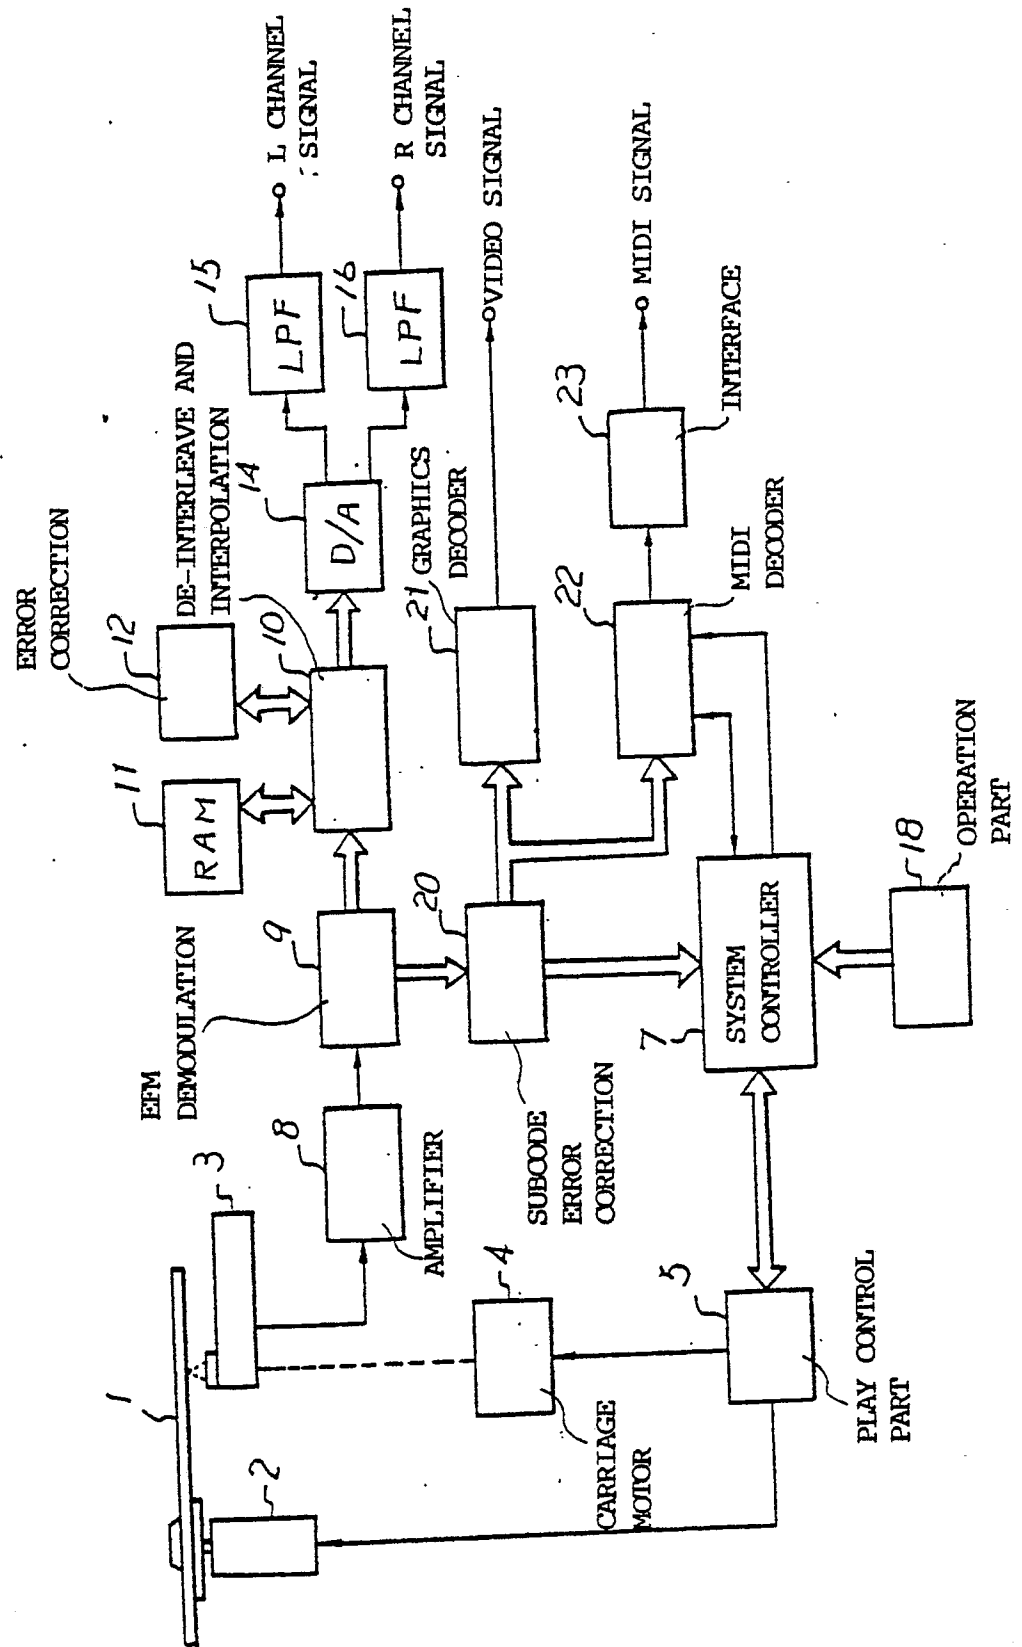 1
2
3
EFM
DEMODULATION
9
11
RAM
ERROR
CORRECTION
12
DE-INTERLEAVE AND
INTERPOLATION
10
14
D/A
15
LPF
L CHANNEL
SIGNAL
16
LPF
R CHANNEL
SIGNAL
8
AMPLIFIER
4
CARRIAGE
MOTOR
20
SUBCODE
ERROR
CORRECTION
21
GRAPHICS
DECODER
VIDEO SIGNAL
22
MIDI
DECODER
23
INTERFACE
MIDI SIGNAL
5
PLAY CONTROL
PART
7
SYSTEM
CONTROLLER
18
OPERATION
PART